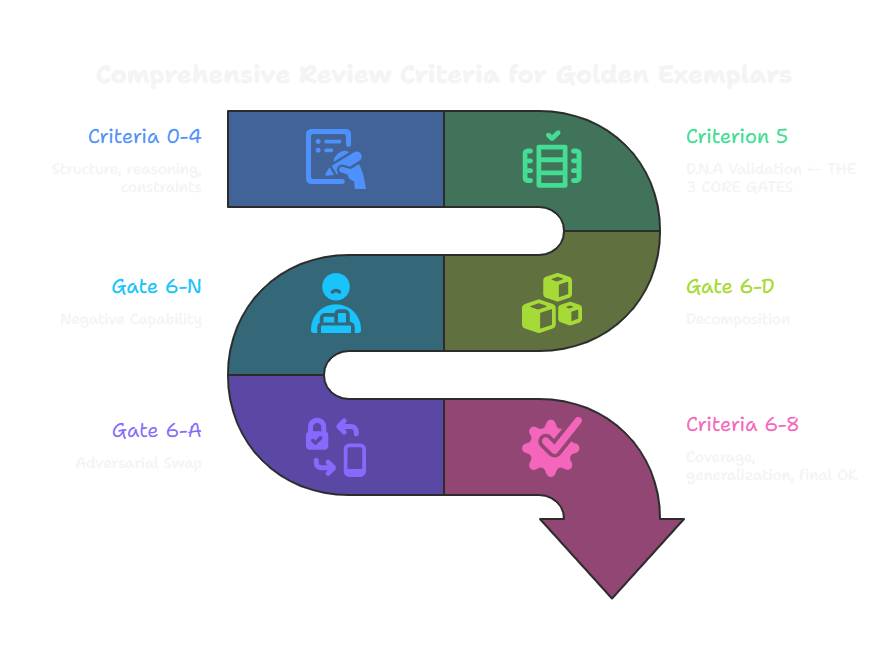 Comprehensive Review Criteria for Golden Exemplars
Criteria 0-4
Structure, reasoning,
constraints
Criterion 5
D.N.A Validation — THE
3 CORE GATES
Gate 6-N
Negative Capability
Gate 6-D
Decomposition
Gate 6-A
Adversarial Swap
Criteria 6-8
Coverage,
generalization, final OK